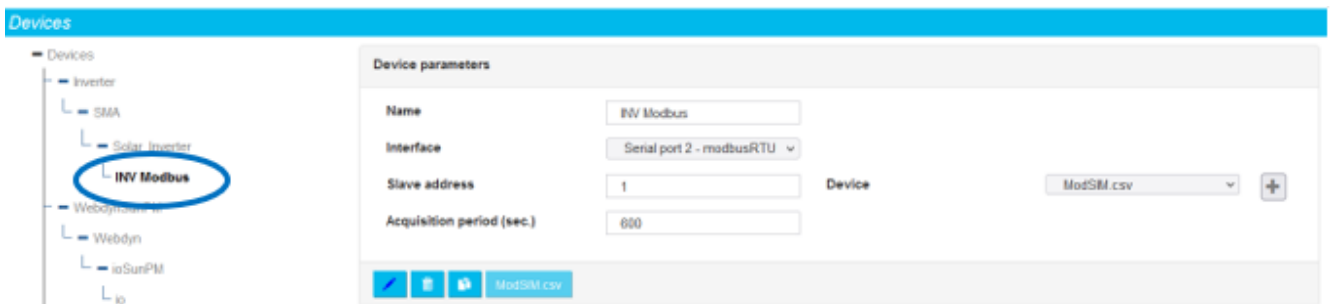 Devices
Devices
Inverter
SMA
Solar_Inverter
INV Modbus
WebdynSunPM
Webdyn
ioSunPM
io
Device parameters
Name INV Modbus
Interface Serial port 2 - modbusRTU
Slave address 1 Device ModSIM.csv
Acquisition period (sec.) 600
ModSIM.csv